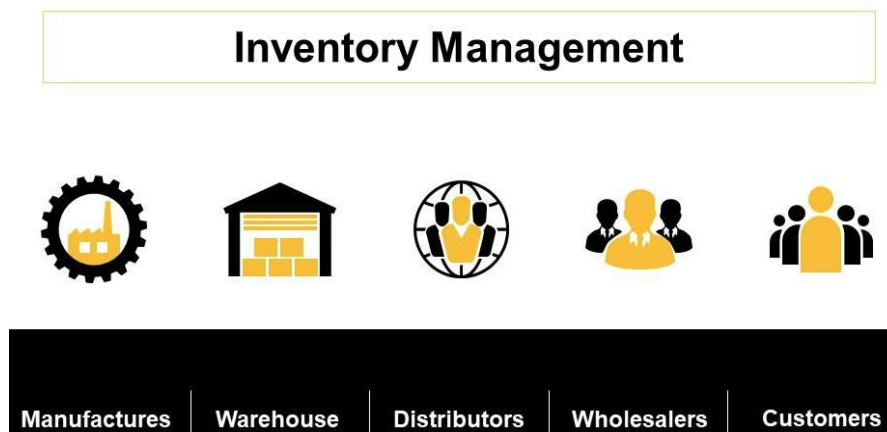 Inventory Management
Manufactures Warehouse Distributors Wholesalers Customers